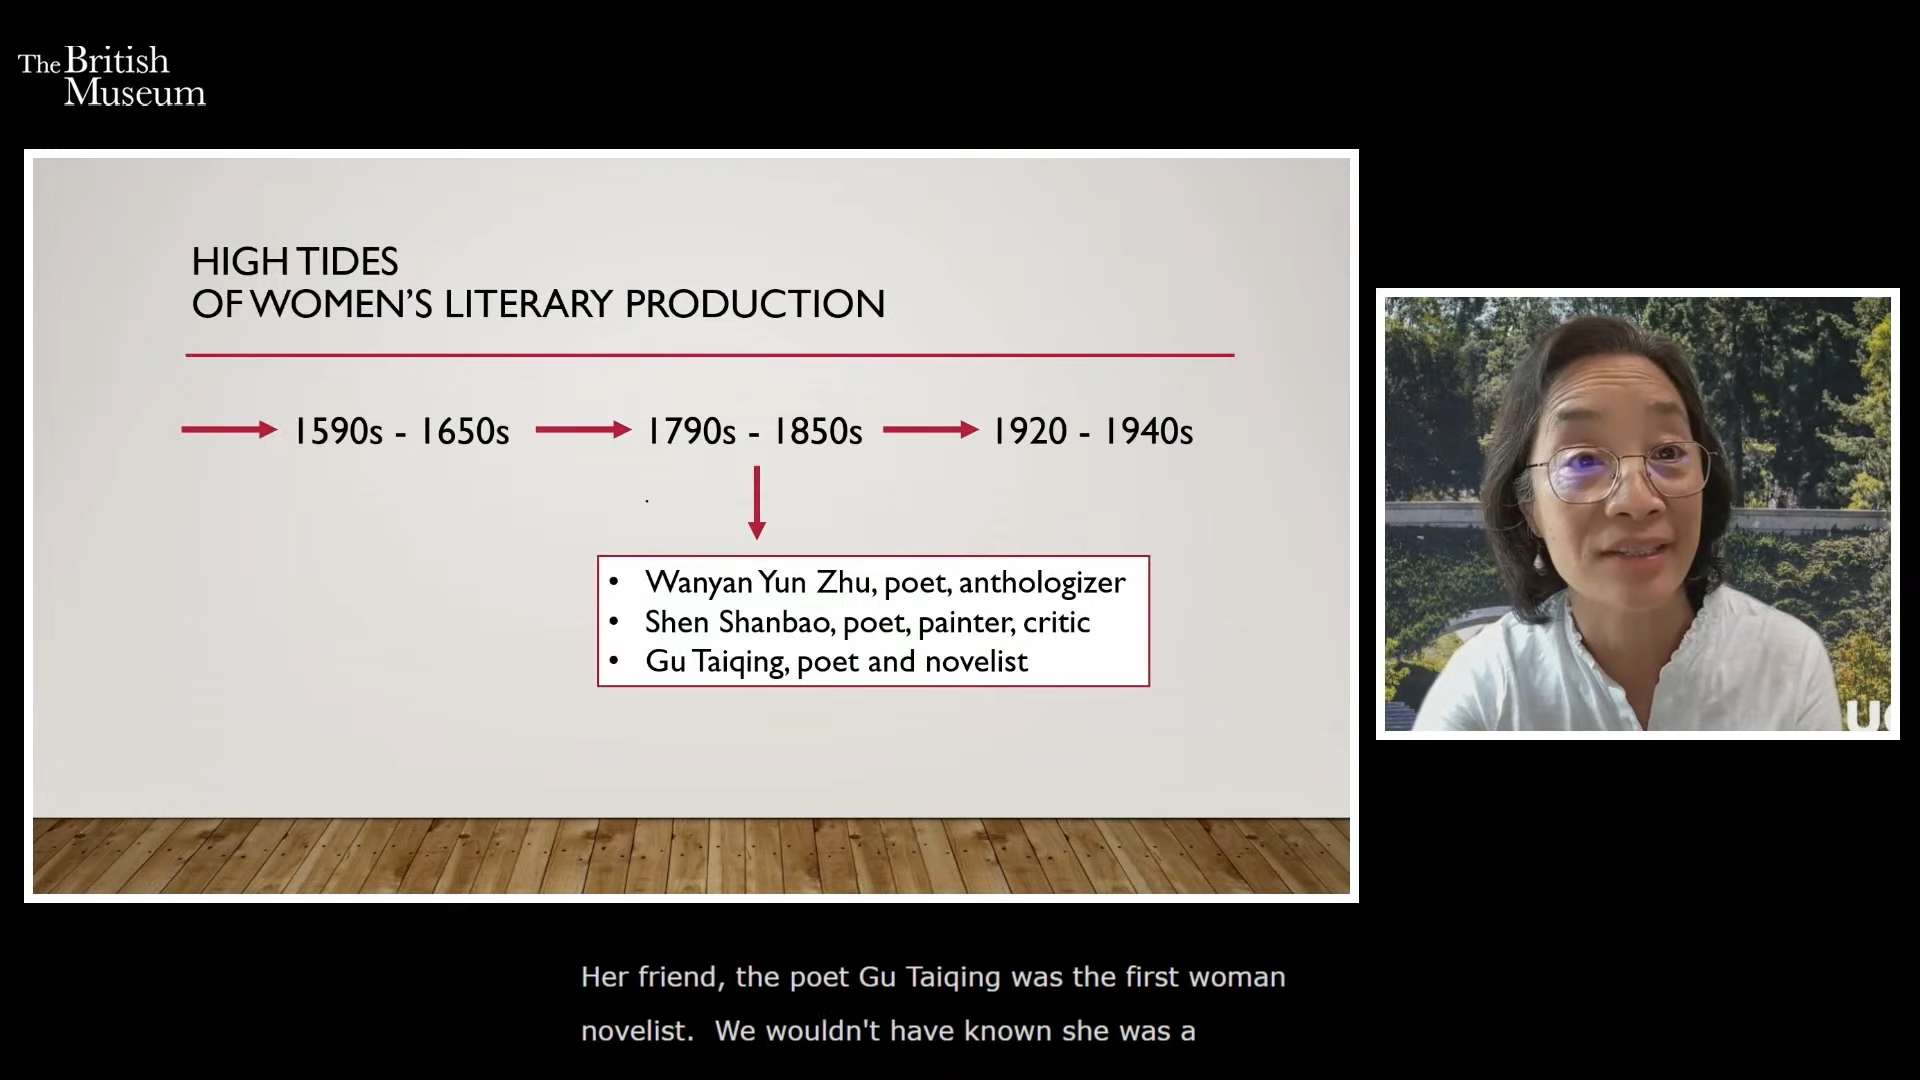 The British
Museum
HIGH TIDES
OF WOMEN'S LITERARY PRODUCTION
1590s - 1650s 1790s - 1850s 1920 - 1940s
• Wanyan Yun Zhu, poet, anthologizer
• Shen Shanbao, poet, painter, critic
• Gu Taiqing, poet and novelist
UC
Her friend, the poet Gu Taiqing was the first woman
novelist. We wouldn't have known she was a